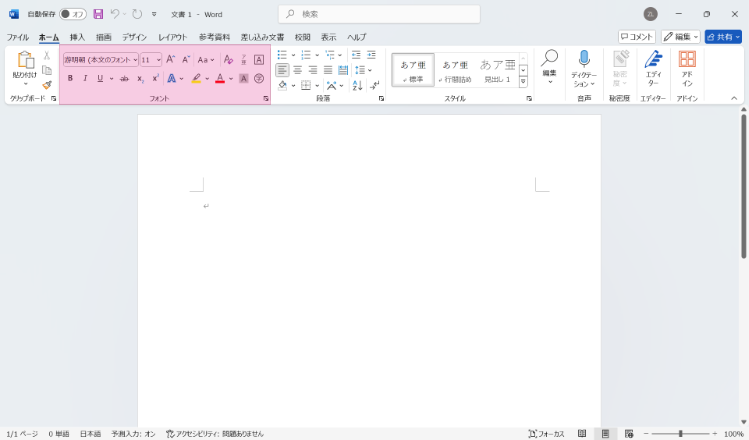 自動保存 オフ 文書 1 - Word 検索
ファイル ホーム 挿入 描画 デザイン レイアウト 参考資料 差し込み文書 校閲 表示 ヘルプ コメント 編集 共有
游明朝 (本文のフォント 11 Aa あア亜 あア亜 あア亜
貼り付け 標準 行間詰め 見出し 1 編集 ディクテーション 秘密度 エディター アドイン
B I U ab x₂ x² A A A
クリップボード フォント 段落 スタイル 音声 秘密度 エディター アドイン
1/1 ページ 0 単語 日本語 予測入力: オン アクセシビリティ: 問題ありません フォーカス 100%